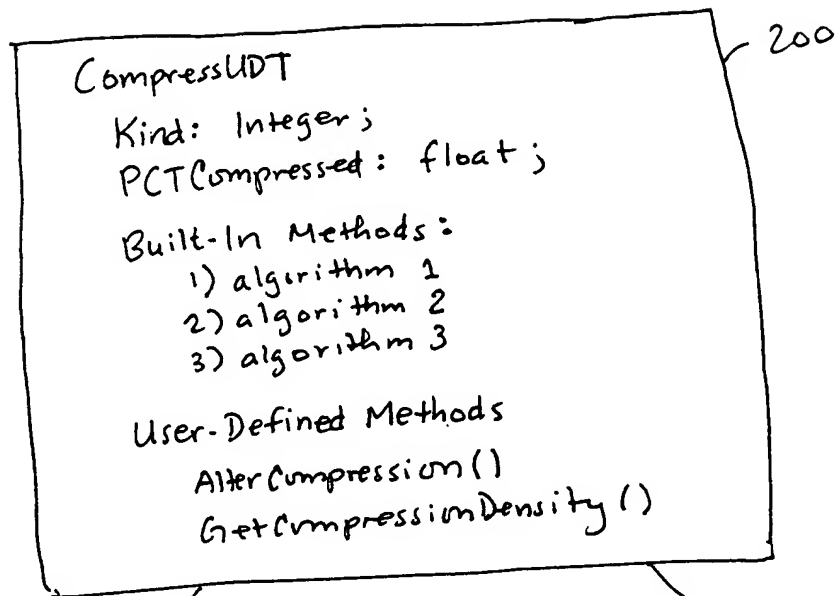 200
CompressUDT
Kind: Integer;
PCTCompressed: float;
Built-In Methods:
1) algorithm 1
2) algorithm 2
3) algorithm 3
User-Defined Methods
AlterCompression()
GetCompressionDensity()